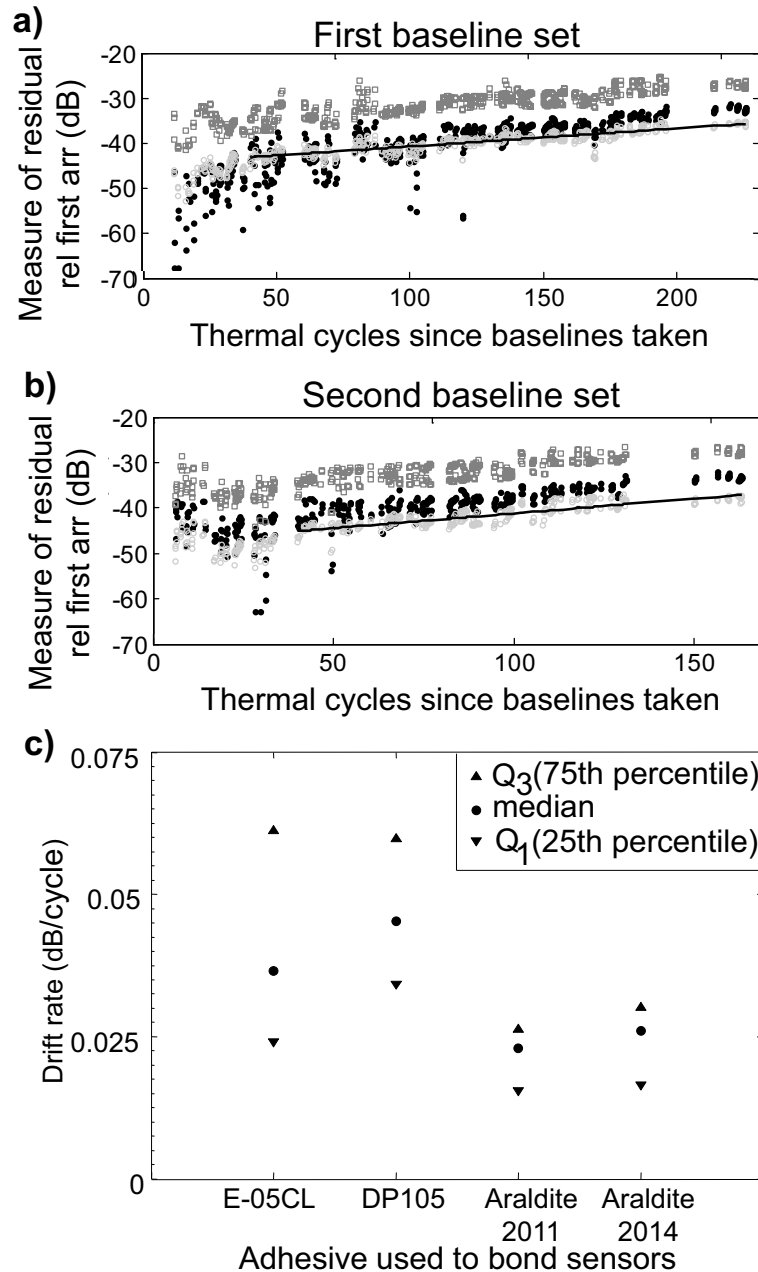 a)
First baseline set
-20
-30
-40
-50
-60
-70
0
50
100
150
200
Measure of residual
rel first arr (dB)
Thermal cycles since baselines taken
b)
Second baseline set
-20
-30
-40
-50
-60
-70
0
50
100
150
Measure of residual
rel first arr (dB)
Thermal cycles since baselines taken
c)
0.075
0.05
0.025
0
Drift rate (dB/cycle)
Q3(75th percentile)
median
Q1(25th percentile)
E-05CL
DP105
Araldite
2011
Araldite
2014
Adhesive used to bond sensors